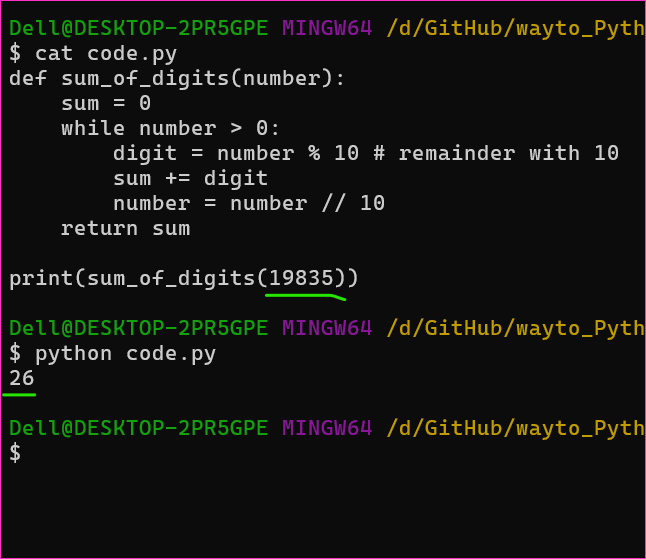 Dell@DESKTOP-2PR5GPE MINGW64 /d/GitHub/wayto_Pyth
$ cat code.py
def sum_of_digits(number):
    sum = 0
    while number > 0:
        digit = number % 10 # remainder with 10
        sum += digit
        number = number // 10
    return sum

print(sum_of_digits(19835))

Dell@DESKTOP-2PR5GPE MINGW64 /d/GitHub/wayto_Pyth
$ python code.py
26

Dell@DESKTOP-2PR5GPE MINGW64 /d/GitHub/wayto_Pyth
$